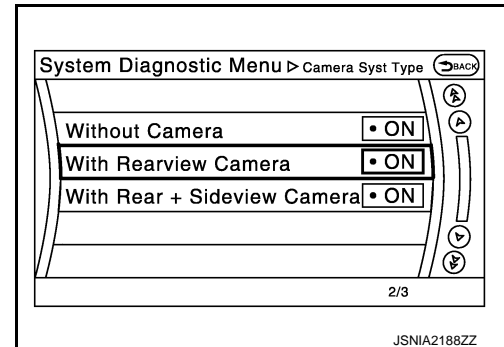 System Diagnostic Menu ▷ Camera Syst Type BACK
Without Camera • ON
With Rearview Camera • ON
With Rear + Sideview Camera • ON
2/3
JSNIA2188ZZ